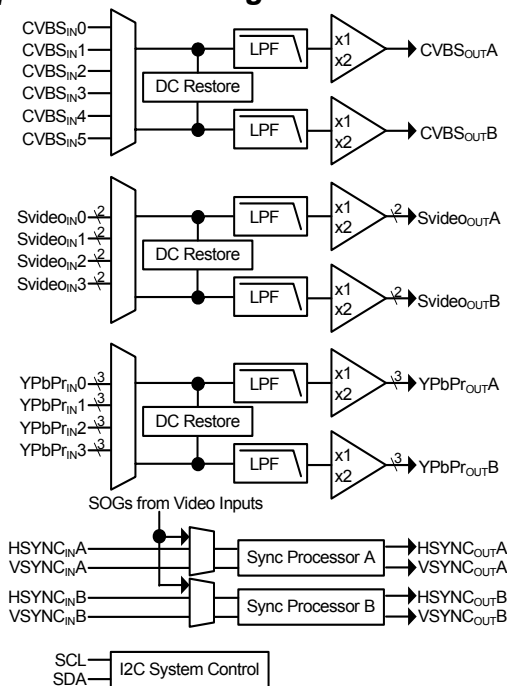 CVBSIN0
CVBSIN1
CVBSIN2
CVBSIN3
CVBSIN4
CVBSIN5
DC Restore
LPF
x1
x2
CVBSOUTA
LPF
x1
x2
CVBSOUTB
SvideoIN0 2
SvideoIN1 2
SvideoIN2 2
SvideoIN3 2
DC Restore
LPF
x1
x2
2 SvideoOUTA
LPF
x1
x2
2 SvideoOUTB
YPbPrIN0 3
YPbPrIN1 3
YPbPrIN2 3
YPbPrIN3 3
DC Restore
LPF
x1
x2
3 YPbPrOUTA
LPF
x1
x2
3 YPbPrOUTB
SOGs from Video Inputs
HSYNCINA
VSYNCINA
Sync Processor A
HSYNCOUTA
VSYNCOUTA
HSYNCINB
VSYNCINB
Sync Processor B
HSYNCOUTB
VSYNCOUTB
SCL
SDA
I2C System Control